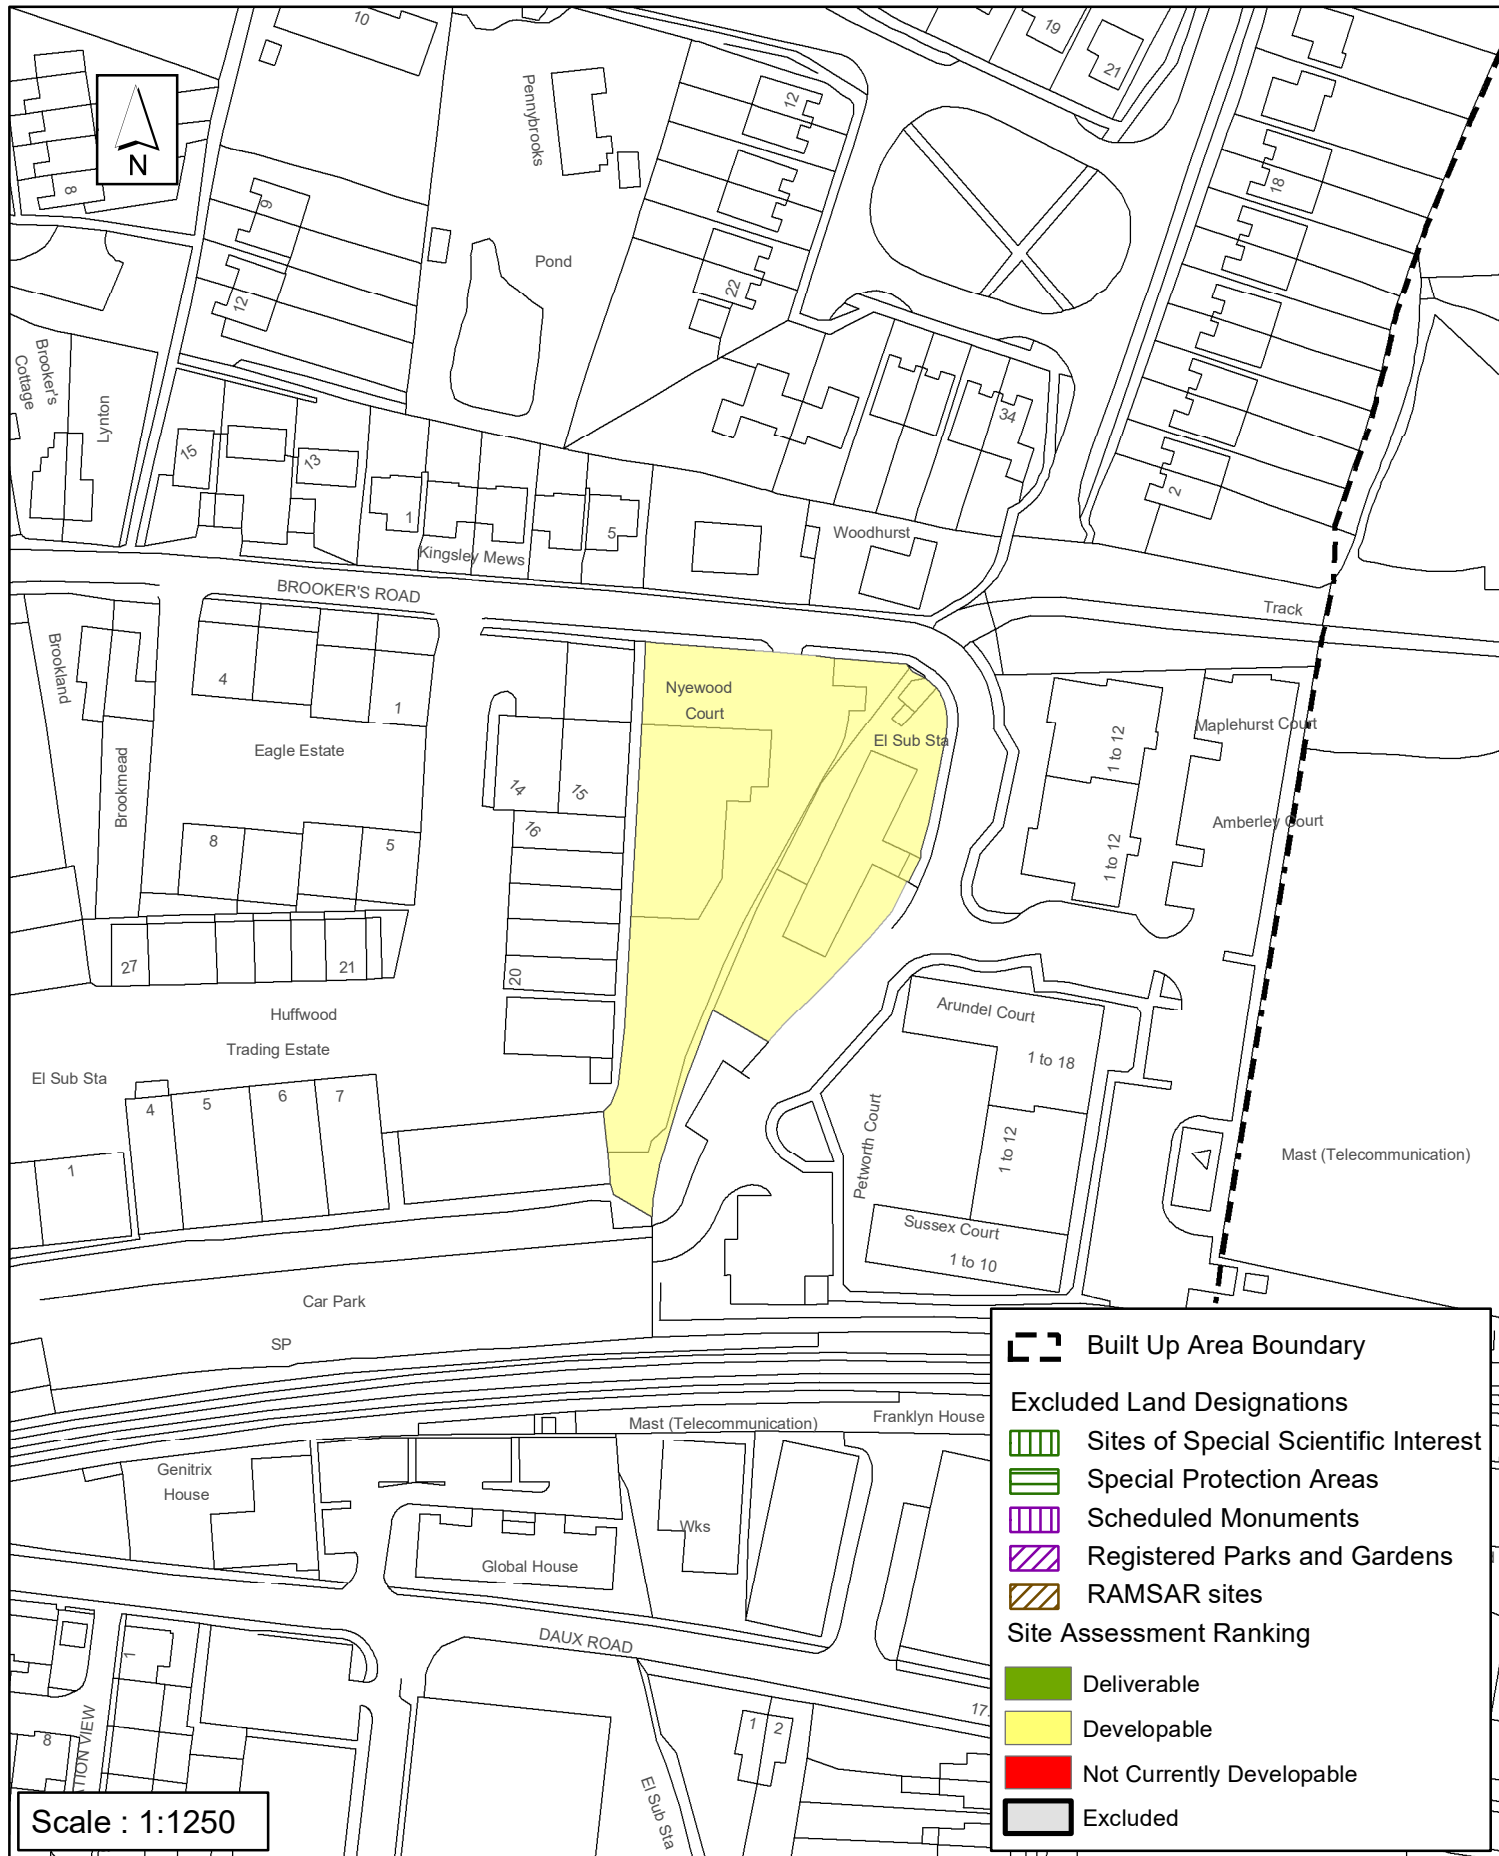 10
19
21
Pennybrooks
12
N
8
9
18
Pond
12
22
Brooker's
Cottage
Lynton
34
15
13
1
5
2
Woodhurst
Kingsley Mews
BROOKER'S ROAD
Track
Brookland
4
1
Nyewood
Court
El Sub Sta
Maplehurst Court
1 to 12
Eagle Estate
Brookmead
14
15
16
Amberley Court
1 to 12
8
5
27
21
20
Huffwood
Trading Estate
Arundel Court
1 to 18
El Sub Sta
4
5
6
7
1
Petworth Court
1 to 12
Mast (Telecommunication)
Sussex Court
1 to 10
Car Park
SP
Mast (Telecommunication)
Franklyn House
Genitrix
House
Wks
Global House
DAUX ROAD
1
17
1
2
8
ATION VIEW
El Sub Sta
Scale : 1:1250
Built Up Area Boundary
Excluded Land Designations
Sites of Special Scientific Interest
Special Protection Areas
Scheduled Monuments
Registered Parks and Gardens
RAMSAR sites
Site Assessment Ranking
Deliverable
Developable
Not Currently Developable
Excluded